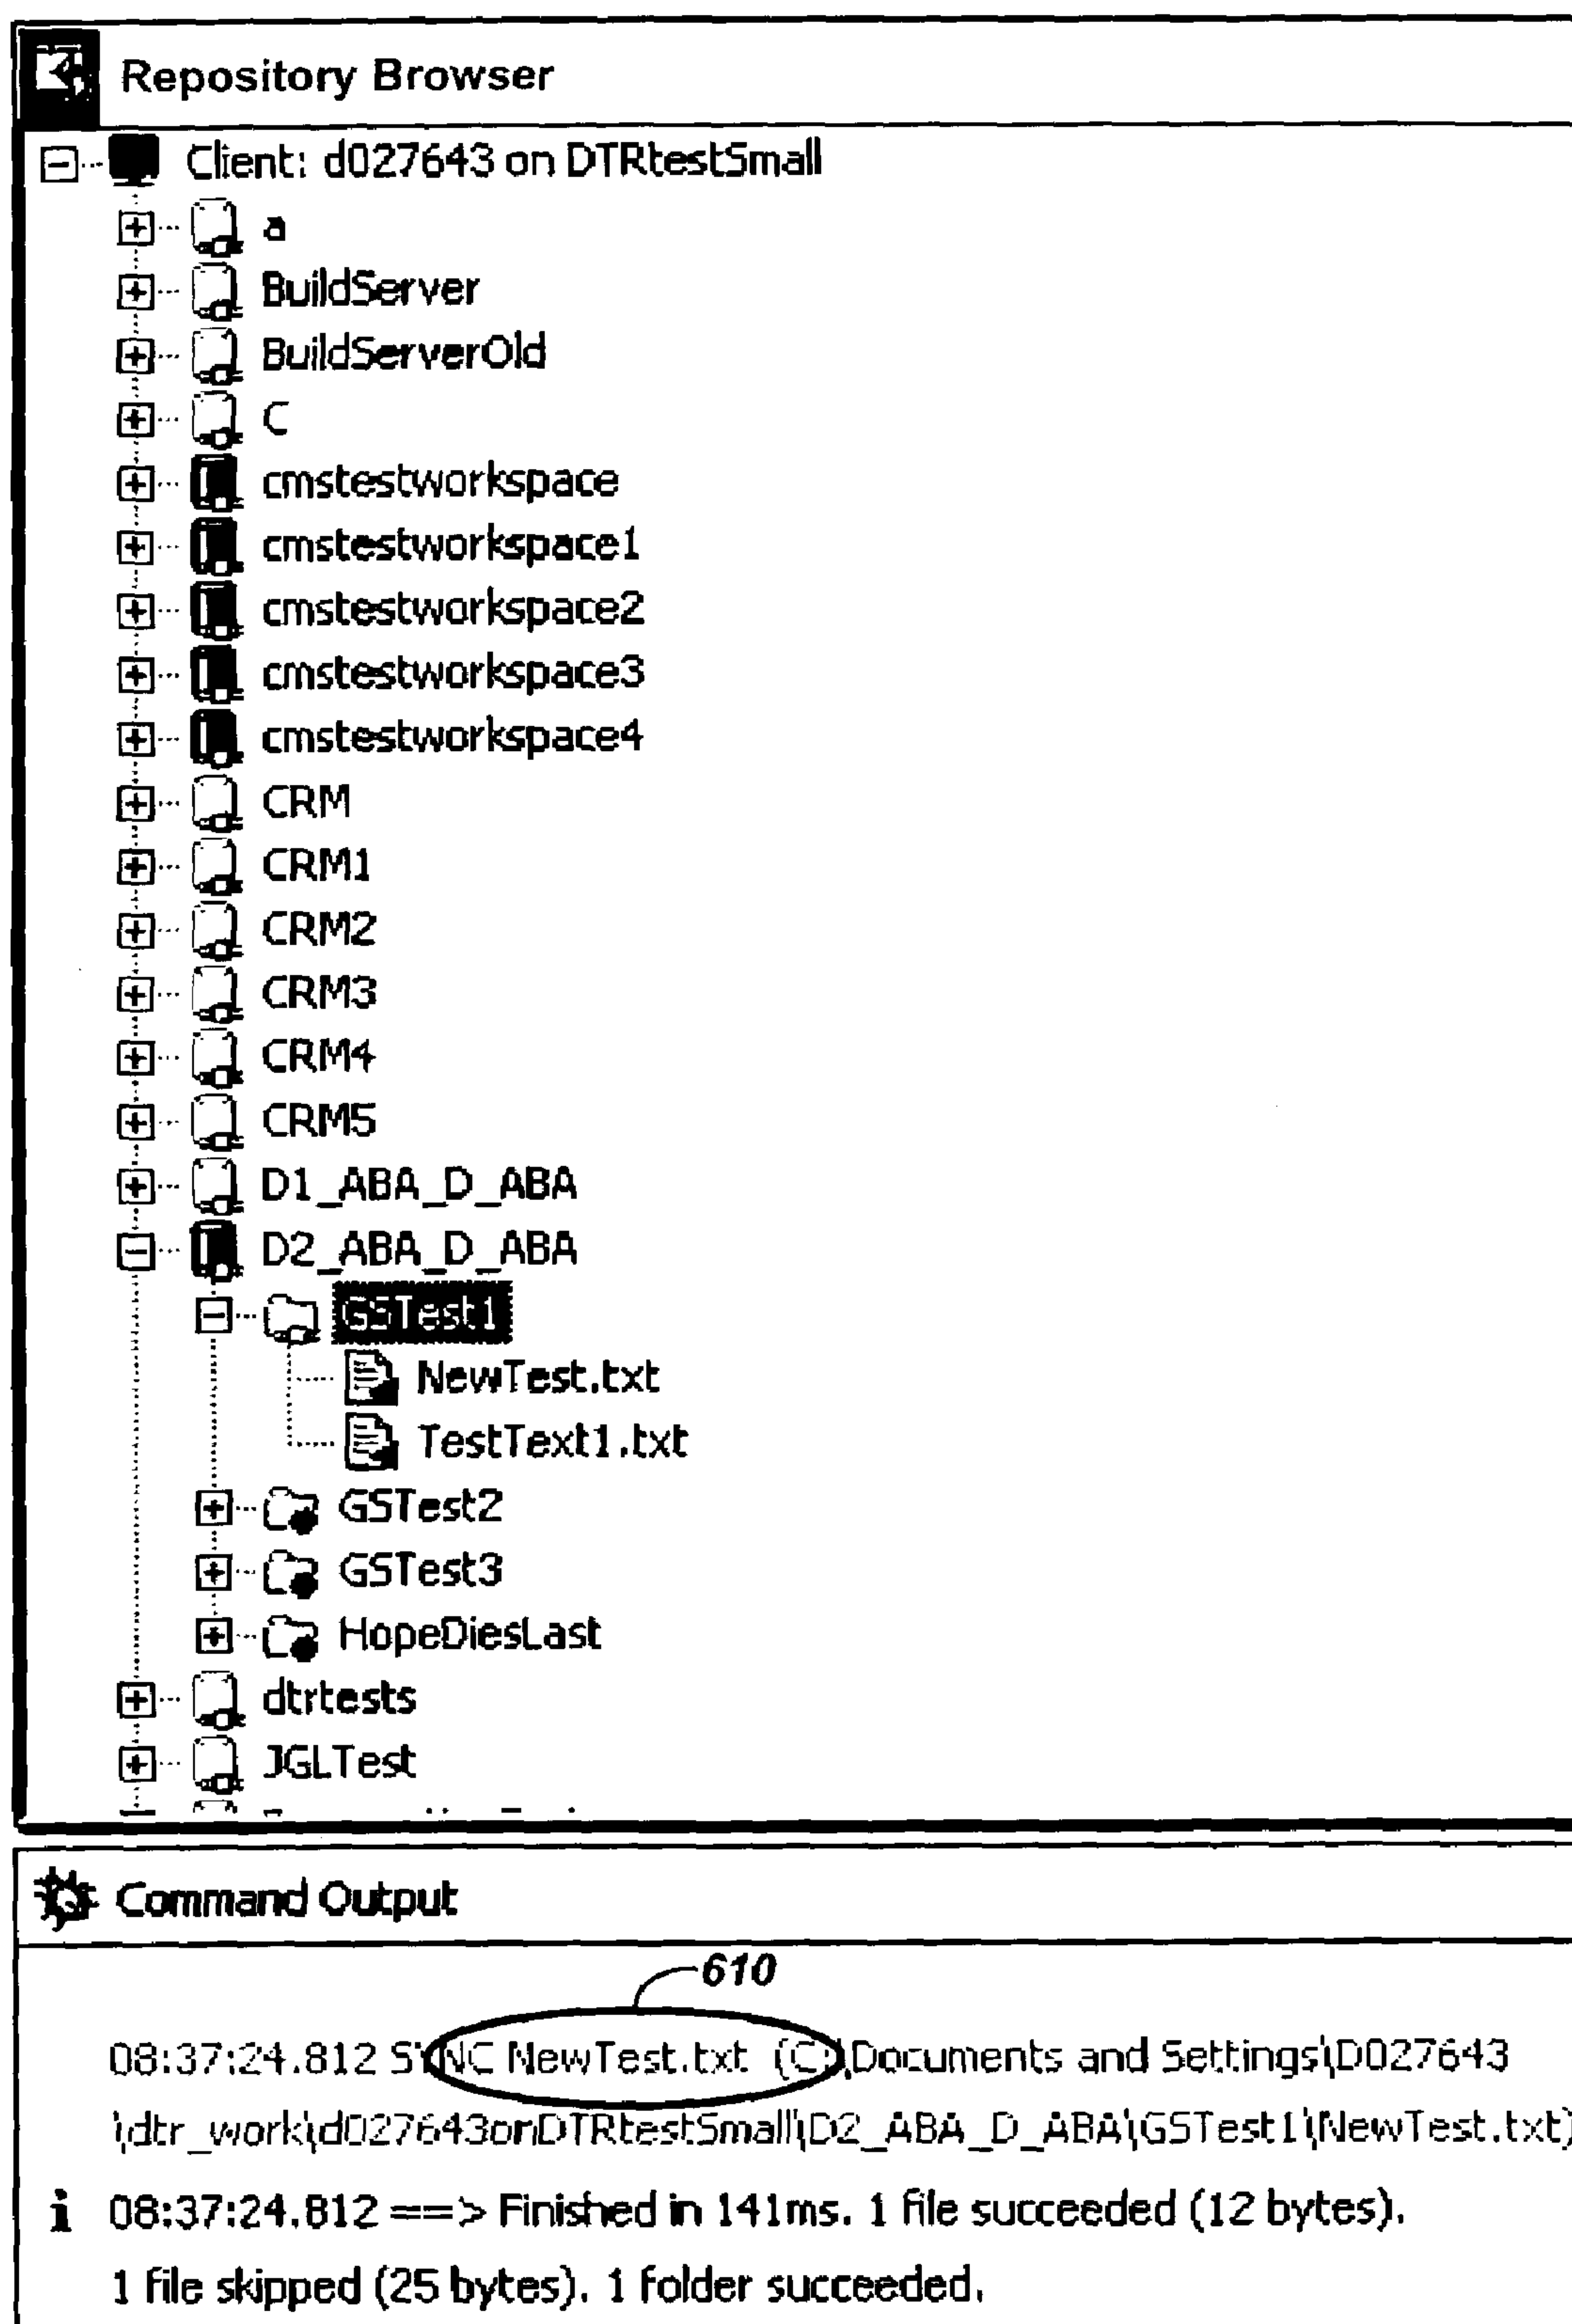 Repository Browser
Client: d027643 on DTRtestSmall
a
BuildServer
BuildServerOld
C
cmstestworkspace
cmstestworkspace1
cmstestworkspace2
cmstestworkspace3
cmstestworkspace4
CRM
CRM1
CRM2
CRM3
CRM4
CRM5
D1_ABA_D_ABA
D2_ABA_D_ABA
GSTest1
NewTest.txt
TestText1.txt
GSTest2
GSTest3
HopeDiesLast
dtrtests
JGLTest
Command Output
610
08:37:24.812 SYNC NewTest.txt (C:\Documents and Settings\D027643
\dtr_work\d027643onDTRtestSmall\D2_ABA_D_ABA\GSTest1\NewTest.txt)
i 08:37:24.812 ==> Finished in 141ms. 1 file succeeded (12 bytes).
1 file skipped (25 bytes). 1 folder succeeded.